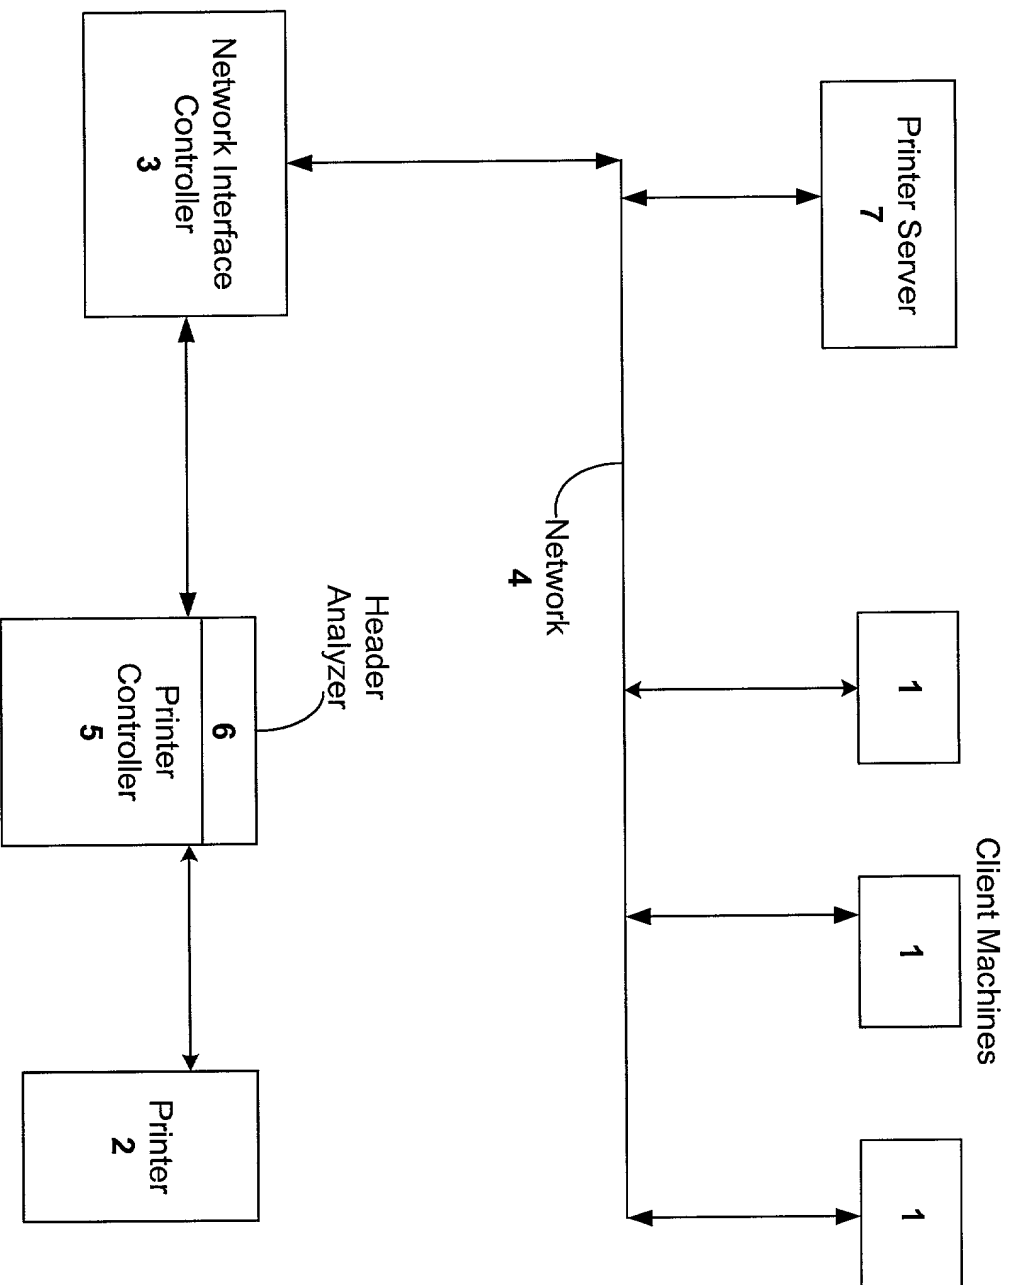 Client Machines
Printer Server
7
1
1
1
Network
4
Header
Analyzer
Network Interface
Controller
3
6
Printer
Controller
5
Printer
2